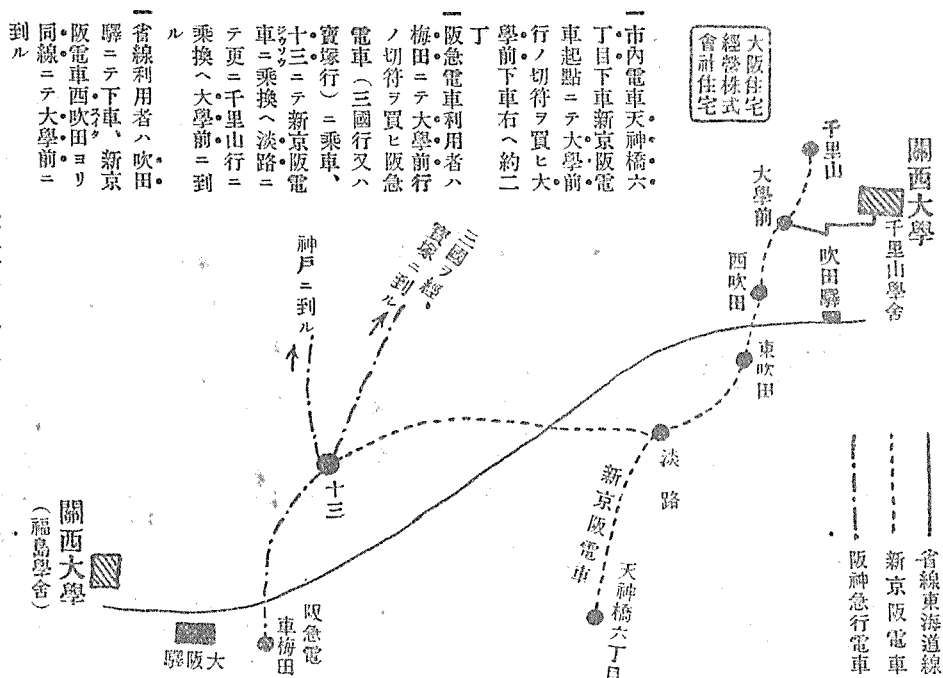 關西大學
千里山學舍
千里山
大學前
吹田驛
西吹田
東吹田
淡路
省線東海道線
新京阪電車
阪神急行電車
大阪住宅
經營株式
會社住宅
一市內電車天神橋六
丁目下車新京阪電
車起點ニテ大學前
行ノ切符ヲ買ヒ大
學前下車右ヘ約二
丁
一阪急電車利用者ハ
梅田ニテ大學前行
ノ切符ヲ買ヒ阪急
電車(三國行又ハ
寶塚行)ニ乘車、
十三ニテ新京阪電
ジウソウ
車ニ乘換ヘ淡路ニ
テ更ニ千里山行ニ
乘換ヘ大學前ニ到
ル
一省線利用者ハ吹田
驛ニテ下車、新京
阪電車西吹田ヨリ
スイタ
同線ニテ大學前ニ
到ル
三國ヲ經、
寶塚ニ到ル
神戶ニ到ル
十三
新京阪電車
天神橋六丁目
阪急電
車梅田
驛阪大
關西大學
(福島學舍)